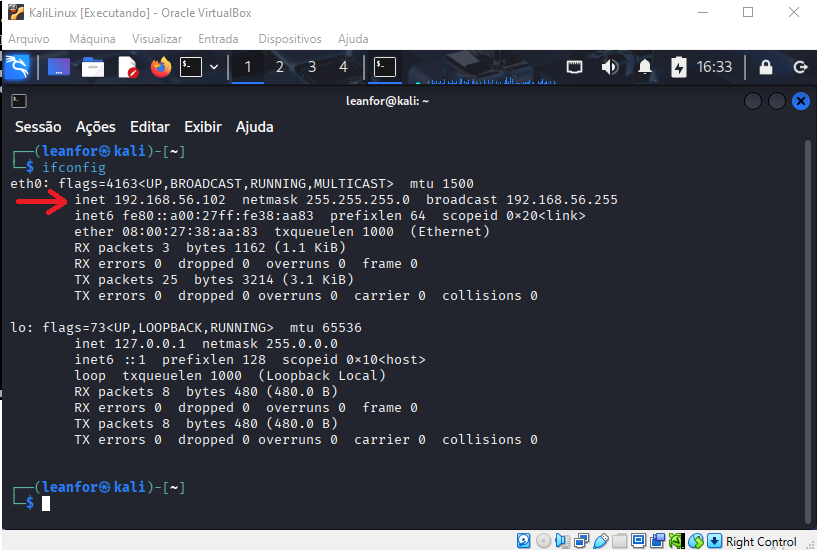 KaliLinux [Executando] - Oracle VirtualBox
Arquivo Máquina Visualizar Entrada Dispositivos Ajuda
1 2 3 4 16:33
leanfor@kali: ~
Sessão Ações Editar Exibir Ajuda
┌──(leanfor㉿kali)-[~]
└─$ ifconfig
eth0: flags=4163<UP,BROADCAST,RUNNING,MULTICAST>  mtu 1500
        inet 192.168.56.102  netmask 255.255.255.0  broadcast 192.168.56.255
        inet6 fe80::a00:27ff:fe38:aa83  prefixlen 64  scopeid 0×20<link>
        ether 08:00:27:38:aa:83  txqueuelen 1000  (Ethernet)
        RX packets 3  bytes 1162 (1.1 KiB)
        RX errors 0  dropped 0  overruns 0  frame 0
        TX packets 25  bytes 3214 (3.1 KiB)
        TX errors 0  dropped 0 overruns 0  carrier 0  collisions 0
lo: flags=73<UP,LOOPBACK,RUNNING>  mtu 65536
        inet 127.0.0.1  netmask 255.0.0.0
        inet6 ::1  prefixlen 128  scopeid 0×10<host>
        loop  txqueuelen 1000  (Loopback Local)
        RX packets 8  bytes 480 (480.0 B)
        RX errors 0  dropped 0  overruns 0  frame 0
        TX packets 8  bytes 480 (480.0 B)
        TX errors 0  dropped 0 overruns 0  carrier 0  collisions 0
┌──(leanfor㉿kali)-[~]
└─$
Right Control